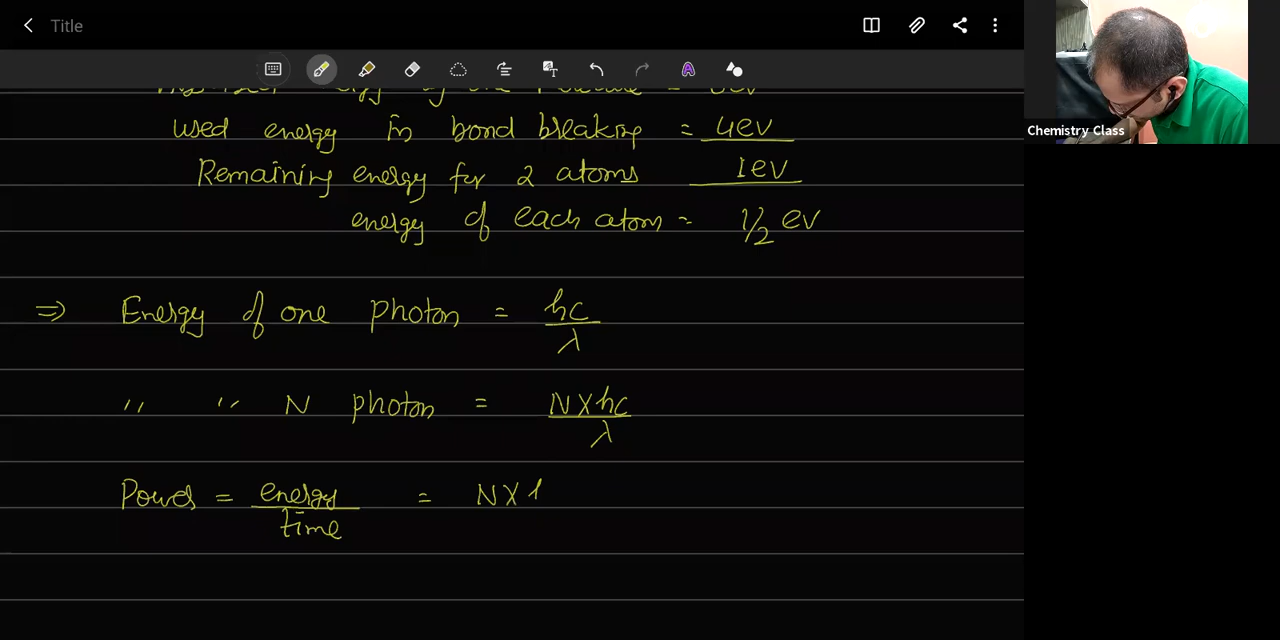 Title
Chemistry Class
used energy in bond breaking = 4ev
Remaining energy for 2 atoms 1ev
energy of each atom = 1/2 ev
⇒ Energy of one photon = hc/λ
" " N photon = N×hc/λ
Power = energy/time = N×